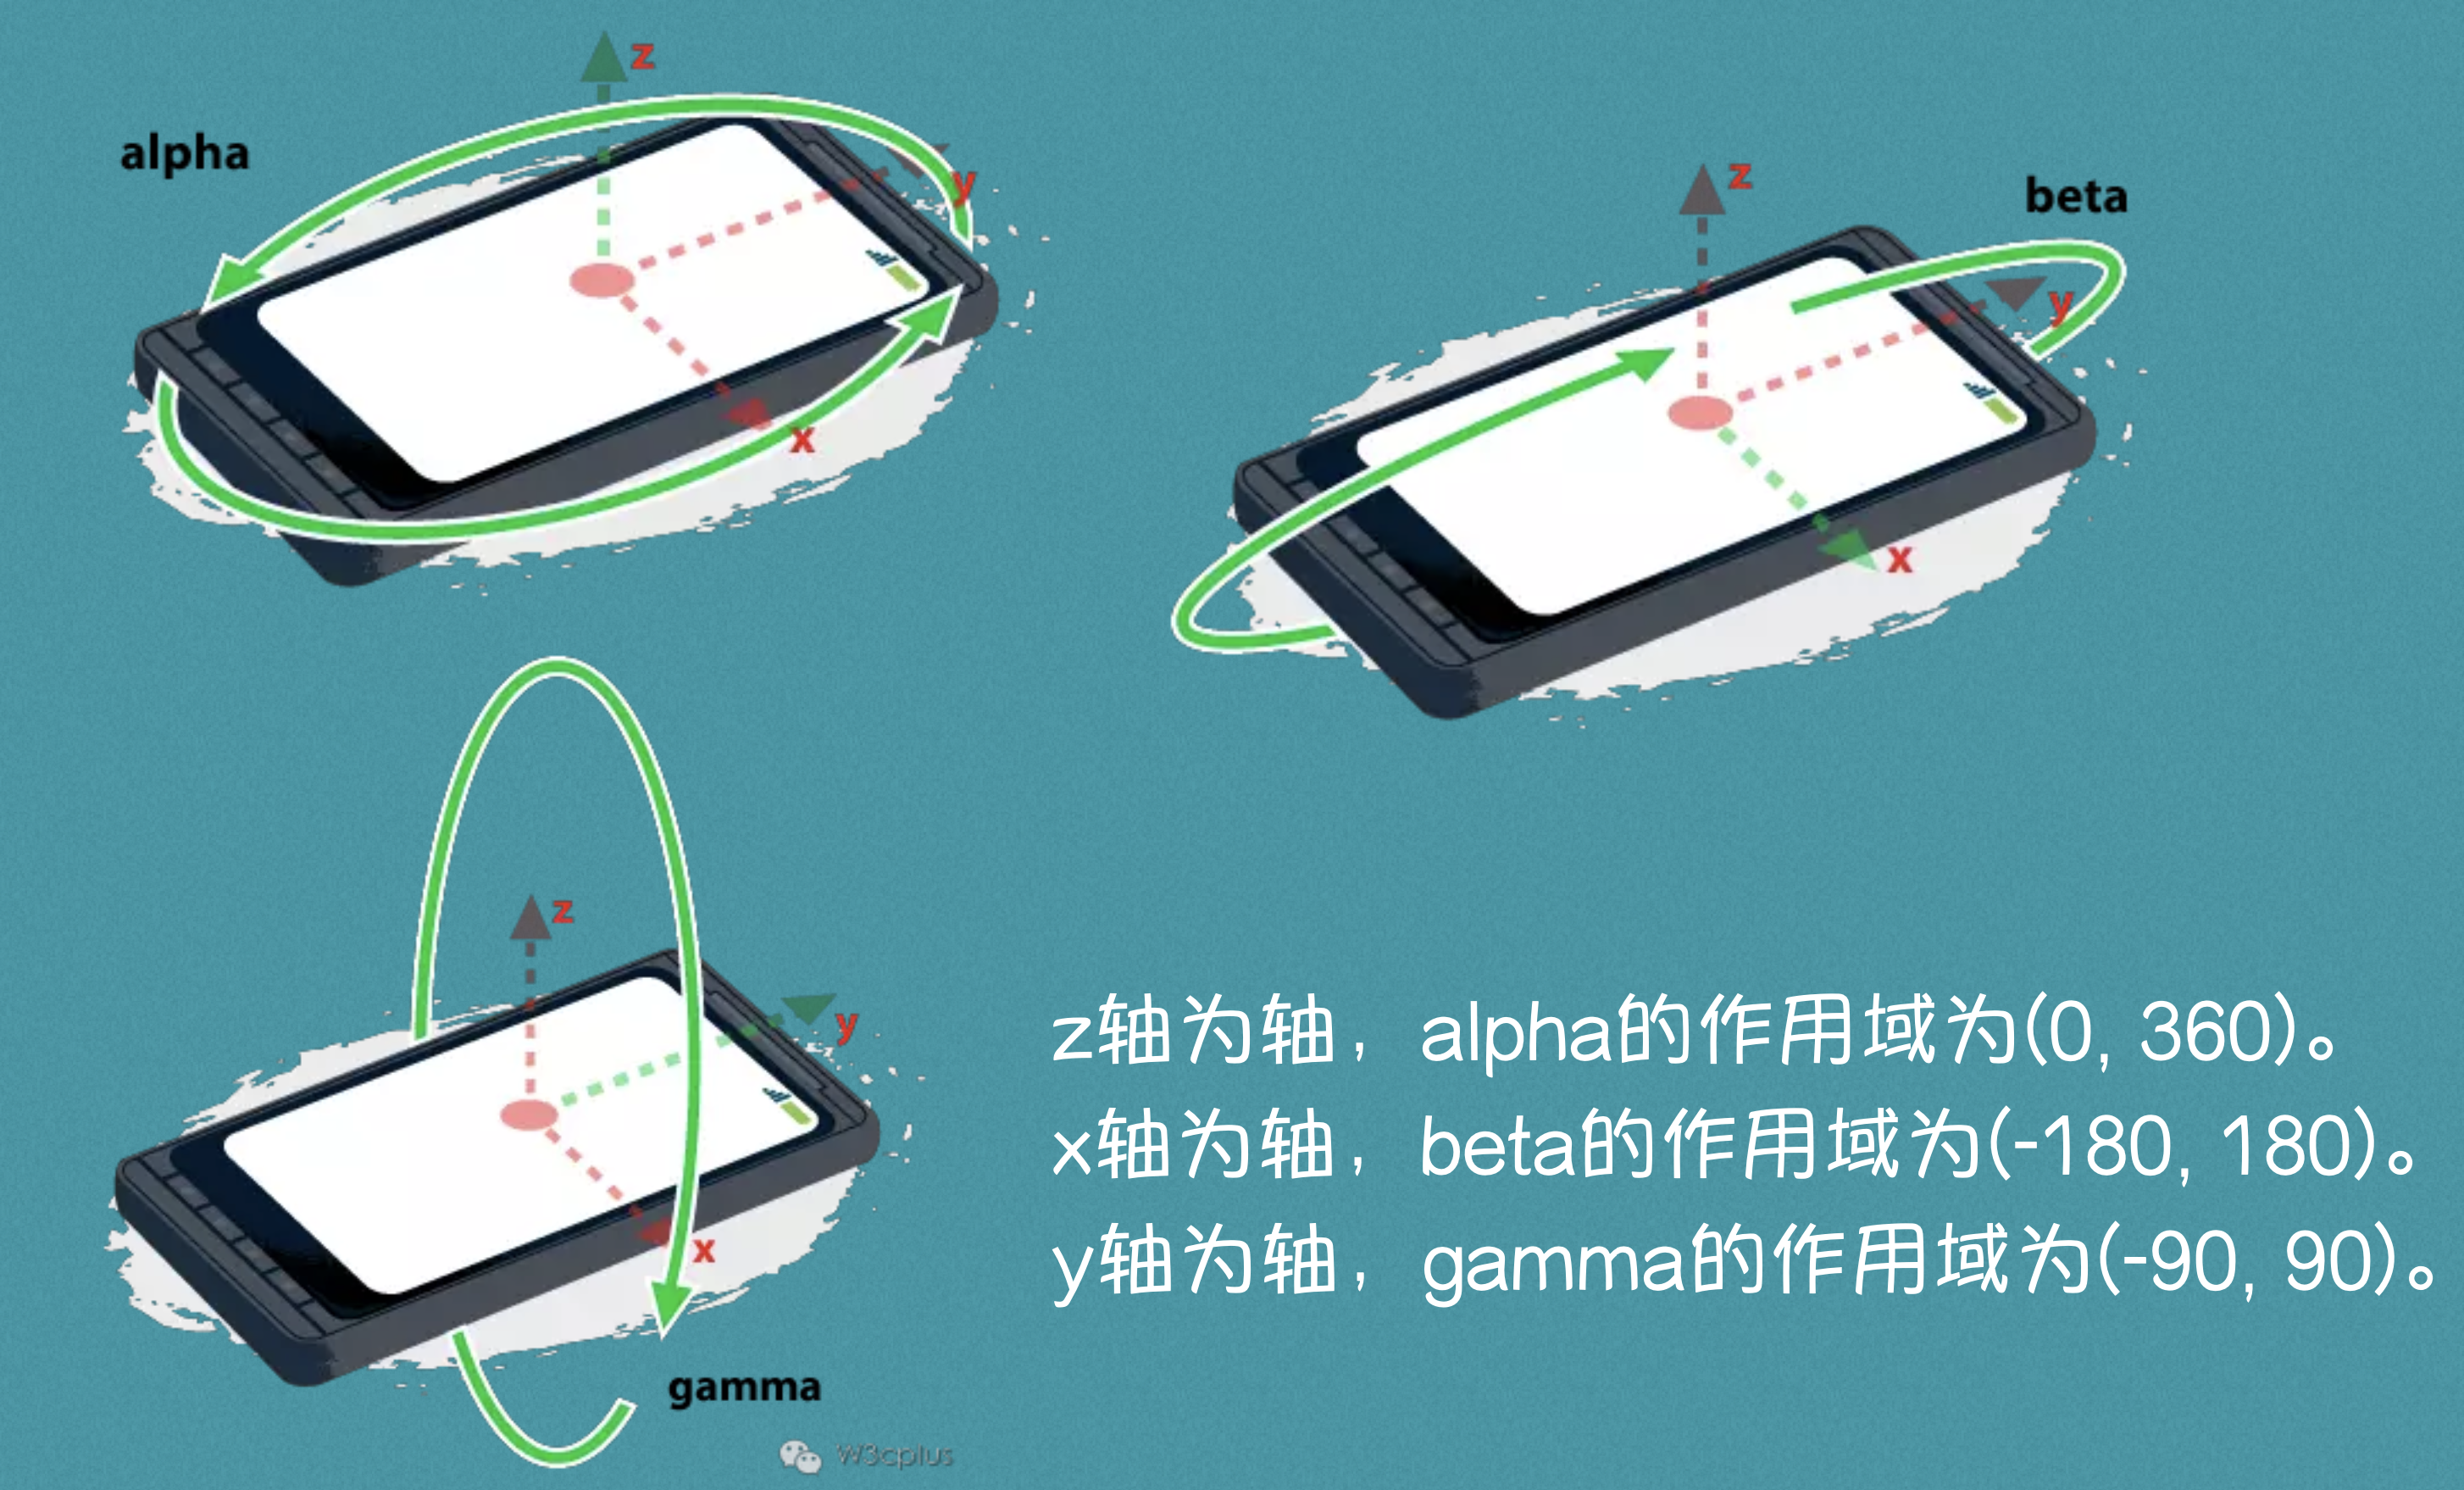 alpha
z
y
x
beta
z
y
x
z
y
x
gamma
z轴为轴，alpha的作用域为(0, 360)。
x轴为轴，beta的作用域为(-180, 180)。
y轴为轴，gamma的作用域为(-90, 90)。
W3cplus